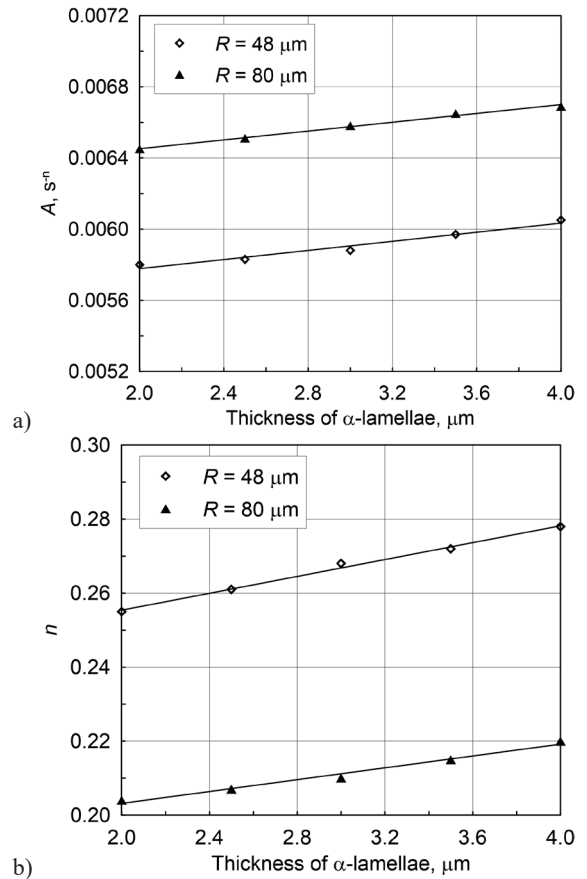 0.0072
R = 48 μm
R = 80 μm
0.0068
0.0064
A, s-n
0.0060
0.0056
0.0052
2.0 2.4 2.8 3.2 3.6 4.0
Thickness of α-lamellae, μm
a)
0.30
R = 48 μm
R = 80 μm
0.28
0.26
n
0.24
0.22
0.20
2.0 2.4 2.8 3.2 3.6 4.0
Thickness of α-lamellae, μm
b)